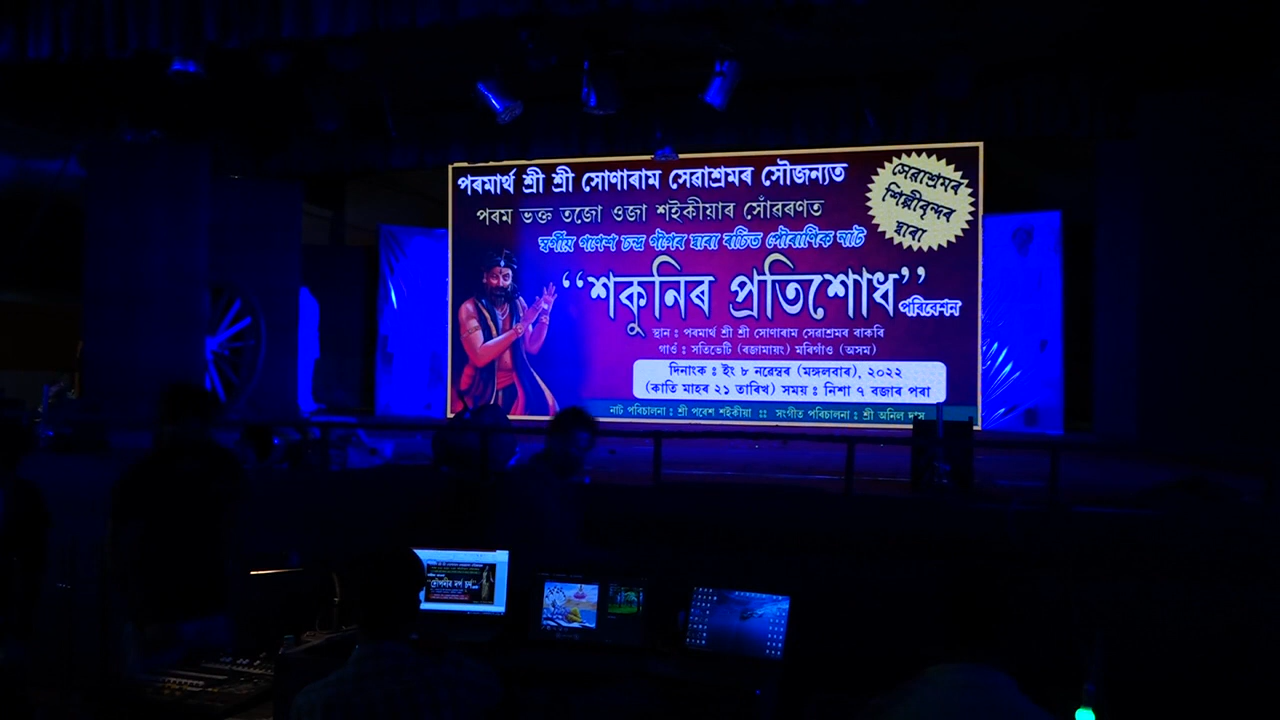 পৰমাৰ্থ শ্ৰী শ্ৰী সোণাৰাম সেৱাশ্ৰমৰ সৌজন্যত
পৰম ভক্ত তজো ওজা শইকীয়াৰ সোঁৱৰণত
স্বৰ্গীয় গণেশ চন্দ্ৰ গগৈৰ দ্বাৰা ৰচিত পৌৰাণিক নাট
“শকুনিৰ প্ৰতিশোধ” পৰিবেশন
সেৱাশ্ৰমৰ
শিল্পীবৃন্দৰ
দ্বাৰা
স্থান ঃ পৰমাৰ্থ শ্ৰী শ্ৰী সোণাৰাম সেৱাশ্ৰমৰ ৰাকৰি
গাওঁ ঃ সতিভেটি (ৰজামায়ং) মৰিগাঁও (অসম)
দিনাংক ঃ ইং ৮ নৱেম্বৰ (মঙ্গলবাৰ), ২০২২
(কাতি মাহৰ ২১ তাৰিখ) সময় ঃ নিশা ৭ বজাৰ পৰা
নাট পৰিচালনা ঃ শ্ৰী পৰেশ শইকীয়া ঃঃ সংগীত পৰিচালনা ঃ শ্ৰী অনিল দাস